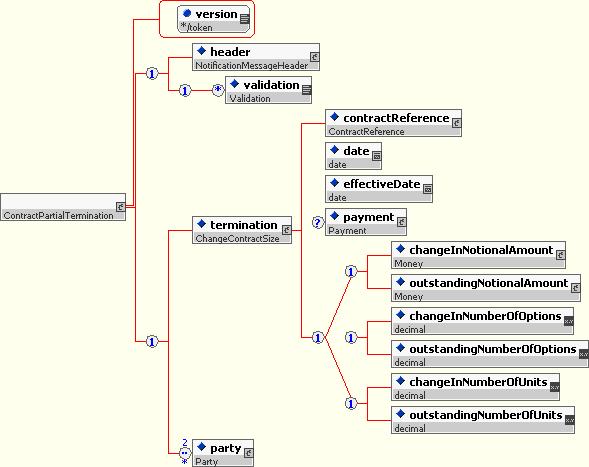 version
*/token
header
NotificationMessageHeader
1
1
*
validation
Validation
contractReference
ContractReference
date
date
effectiveDate
date
ContractPartialTermination
termination
ChangeContractSize
?
payment
Payment
changeInNotionalAmount
Money
1
outstandingNotionalAmount
Money
changeInNumberOfOptions
decimal
1
1
1
outstandingNumberOfOptions
decimal
changeInNumberOfUnits
decimal
1
outstandingNumberOfUnits
decimal
2
..
*
party
Party